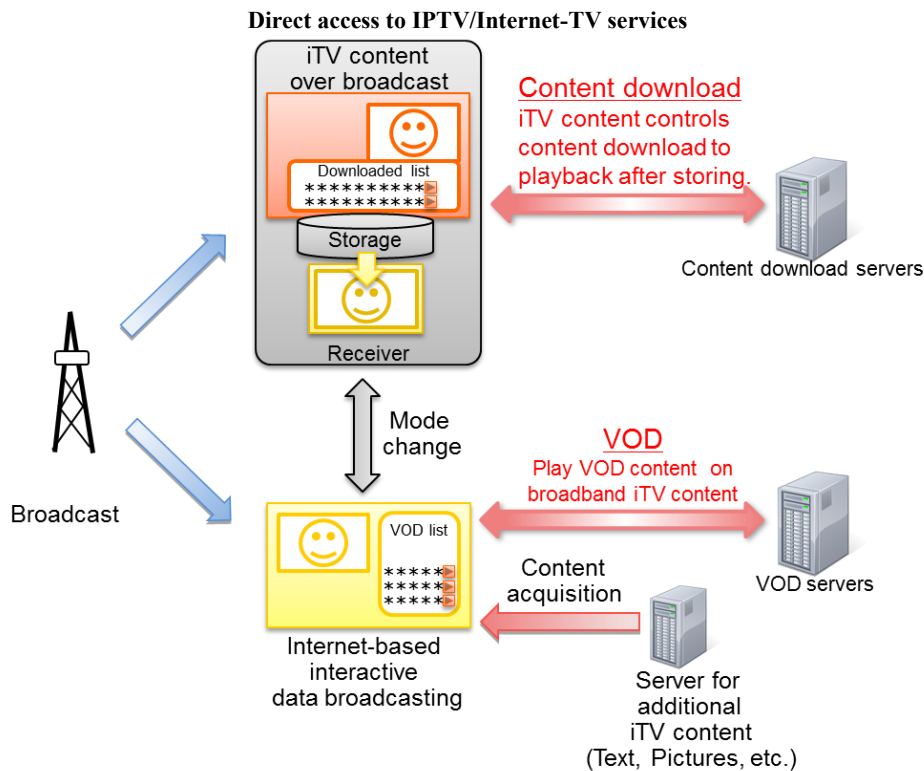 Direct access to IPTV/Internet-TV services
iTV content
over broadcast
Downloaded list
**********
**********
Storage
Receiver
Content download
iTV content controls
content download to
playback after storing.
Content download servers
Mode
change
Broadcast
VOD
Play VOD content on
broadband iTV content
VOD servers
VOD list
*****
*****
*****
Content
acquisition
Internet-based
interactive
data broadcasting
Server for
additional
iTV content
(Text, Pictures, etc.)